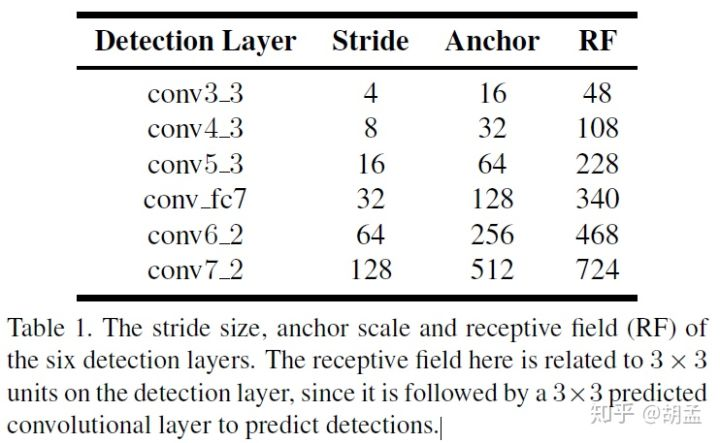 Detection Layer Stride Anchor RF
conv3_3 4 16 48
conv4_3 8 32 108
conv5_3 16 64 228
conv_fc7 32 128 340
conv6_2 64 256 468
conv7_2 128 512 724
Table 1. The stride size, anchor scale and receptive field (RF) of
the six detection layers. The receptive field here is related to 3 × 3
units on the detection layer, since it is followed by a 3×3 predicted
convolutional layer to predict detections.
知乎 @胡孟